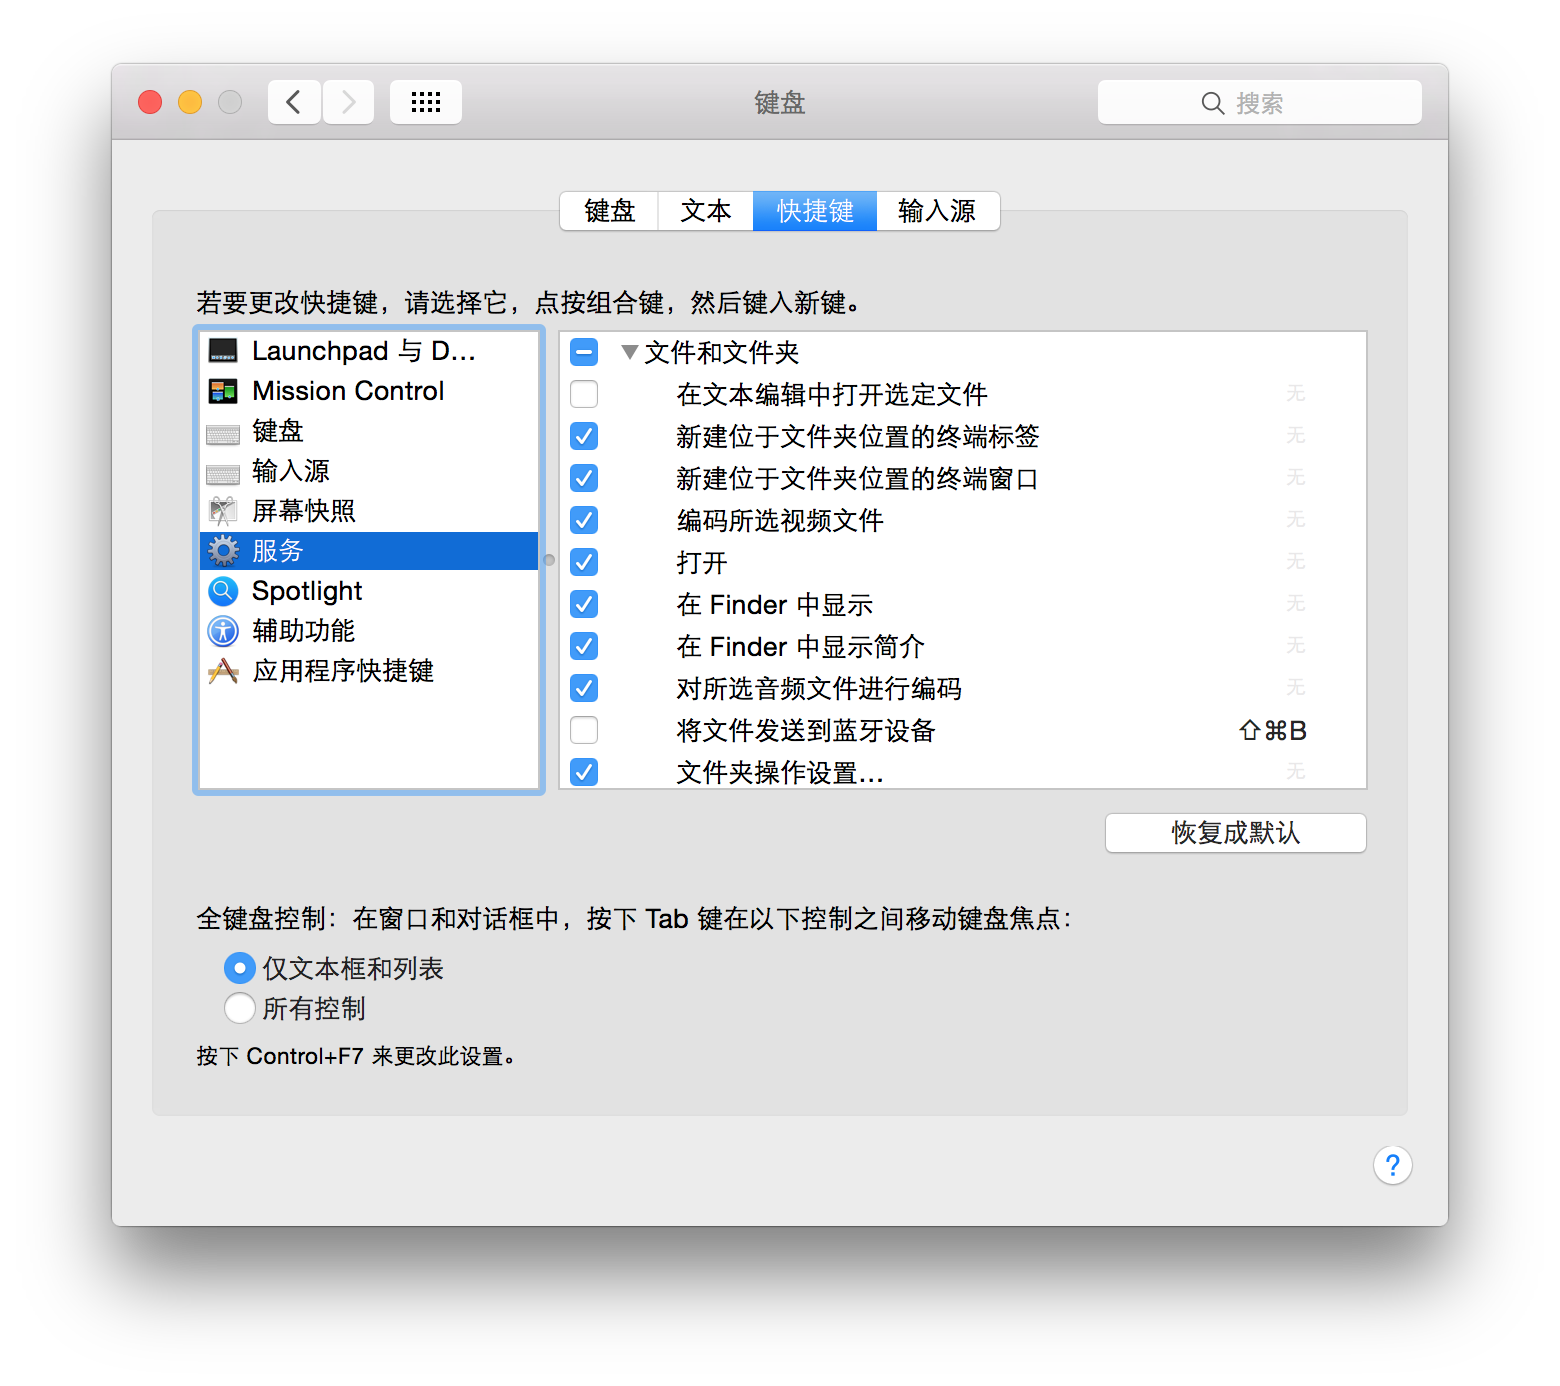 键盘
搜索
键盘 文本 快捷键 输入源
若要更改快捷键，请选择它，点按组合键，然后键入新键。
Launchpad 与 D...
Mission Control
键盘
输入源
屏幕快照
服务
Spotlight
辅助功能
应用程序快捷键
文件和文件夹
在文本编辑中打开选定文件 无
新建位于文件夹位置的终端标签 无
新建位于文件夹位置的终端窗口 无
编码所选视频文件 无
打开 无
在 Finder 中显示 无
在 Finder 中显示简介 无
对所选音频文件进行编码 无
将文件发送到蓝牙设备 ⇧⌘B
文件夹操作设置... 无
恢复成默认
全键盘控制：在窗口和对话框中，按下 Tab 键在以下控制之间移动键盘焦点：
仅文本框和列表
所有控制
按下 Control+F7 来更改此设置。
?